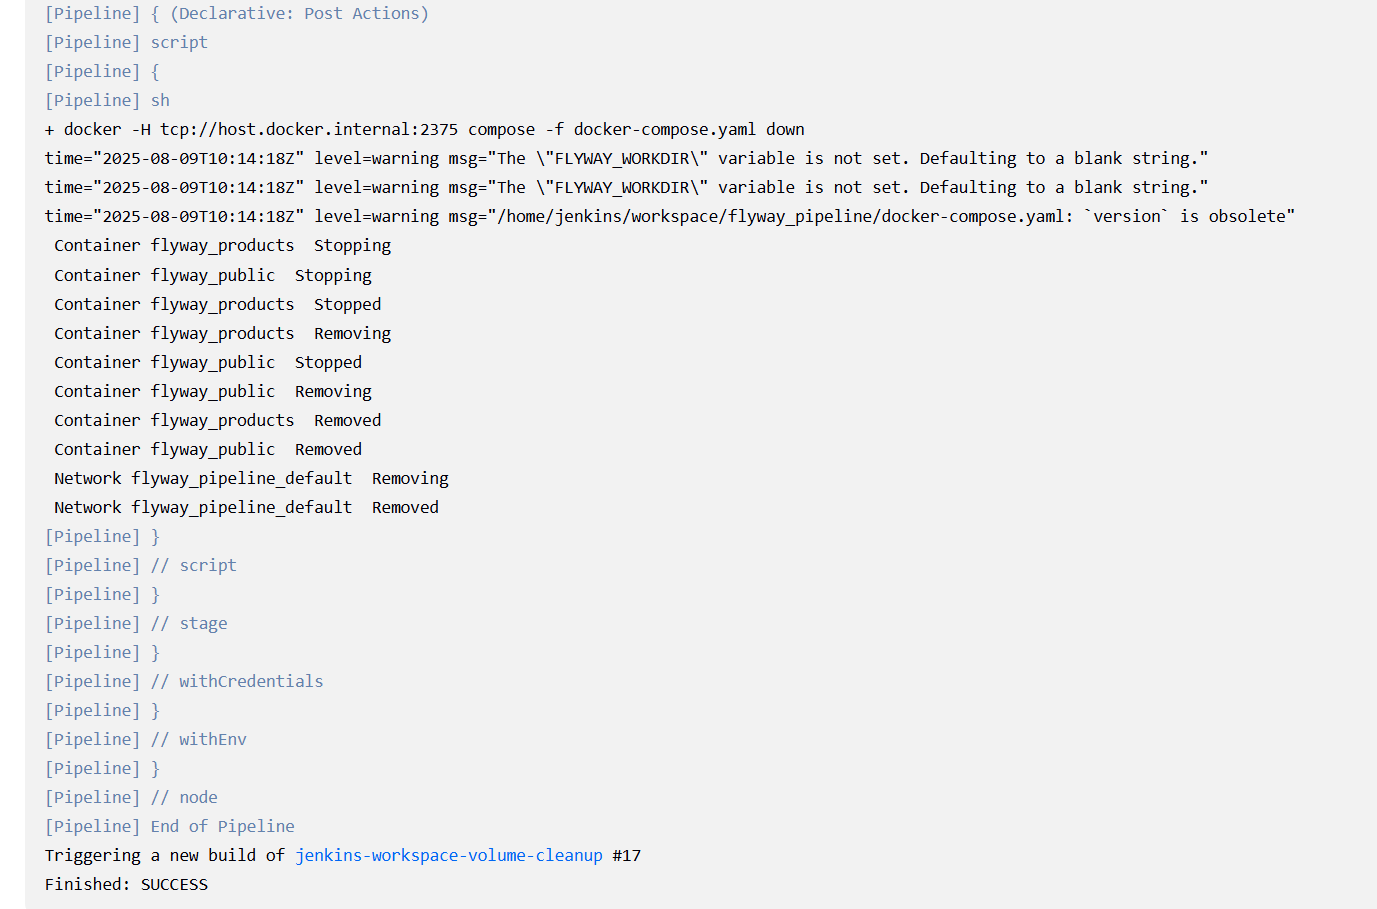 [Pipeline] { (Declarative: Post Actions)
[Pipeline] script
[Pipeline] {
[Pipeline] sh
+ docker -H tcp://host.docker.internal:2375 compose -f docker-compose.yaml down
time="2025-08-09T10:14:18Z" level=warning msg="The \"FLYWAY_WORKDIR\" variable is not set. Defaulting to a blank string."
time="2025-08-09T10:14:18Z" level=warning msg="The \"FLYWAY_WORKDIR\" variable is not set. Defaulting to a blank string."
time="2025-08-09T10:14:18Z" level=warning msg="/home/jenkins/workspace/flyway_pipeline/docker-compose.yaml: `version` is obsolete"
 Container flyway_products  Stopping
 Container flyway_public  Stopping
 Container flyway_products  Stopped
 Container flyway_products  Removing
 Container flyway_public  Stopped
 Container flyway_public  Removing
 Container flyway_products  Removed
 Container flyway_public  Removed
 Network flyway_pipeline_default  Removing
 Network flyway_pipeline_default  Removed
[Pipeline] }
[Pipeline] // script
[Pipeline] }
[Pipeline] // stage
[Pipeline] }
[Pipeline] // withCredentials
[Pipeline] }
[Pipeline] // withEnv
[Pipeline] }
[Pipeline] // node
[Pipeline] End of Pipeline
Triggering a new build of jenkins-workspace-volume-cleanup #17
Finished: SUCCESS